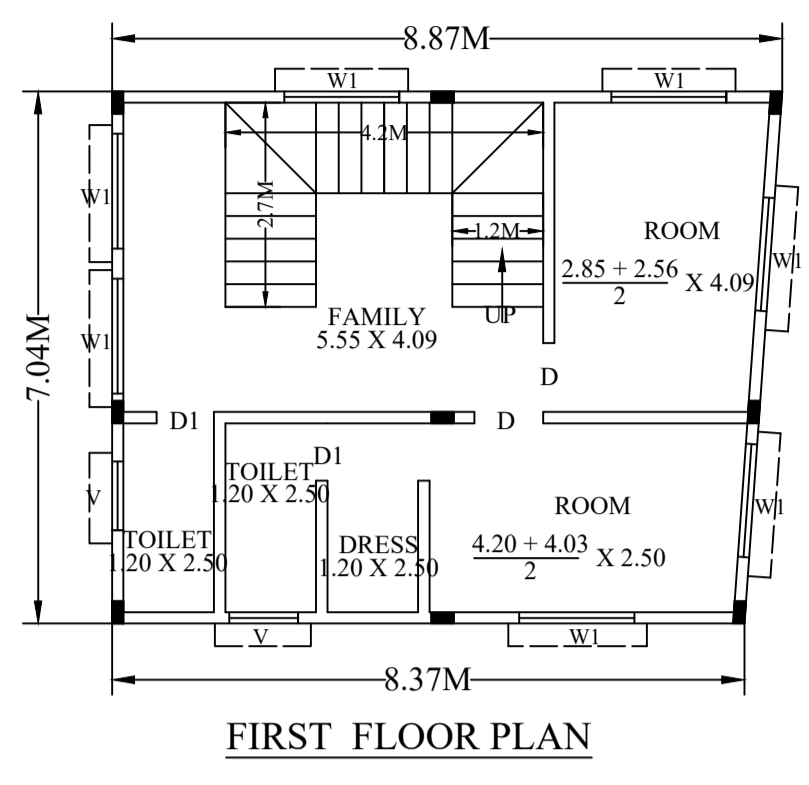 8.87M
W1
W1
4.2M
W1
2.7M
1.2M
ROOM
2.85 + 2.56
2
X 4.09
W1
7.04M
FAMILY
5.55 X 4.09
UP
W1
D
D1
D
TOILET
1.20 X 2.50
D1
V
ROOM
4.20 + 4.03
2
X 2.50
W1
TOILET
1.20 X 2.50
DRESS
1.20 X 2.50
V
W1
8.37M
FIRST FLOOR PLAN